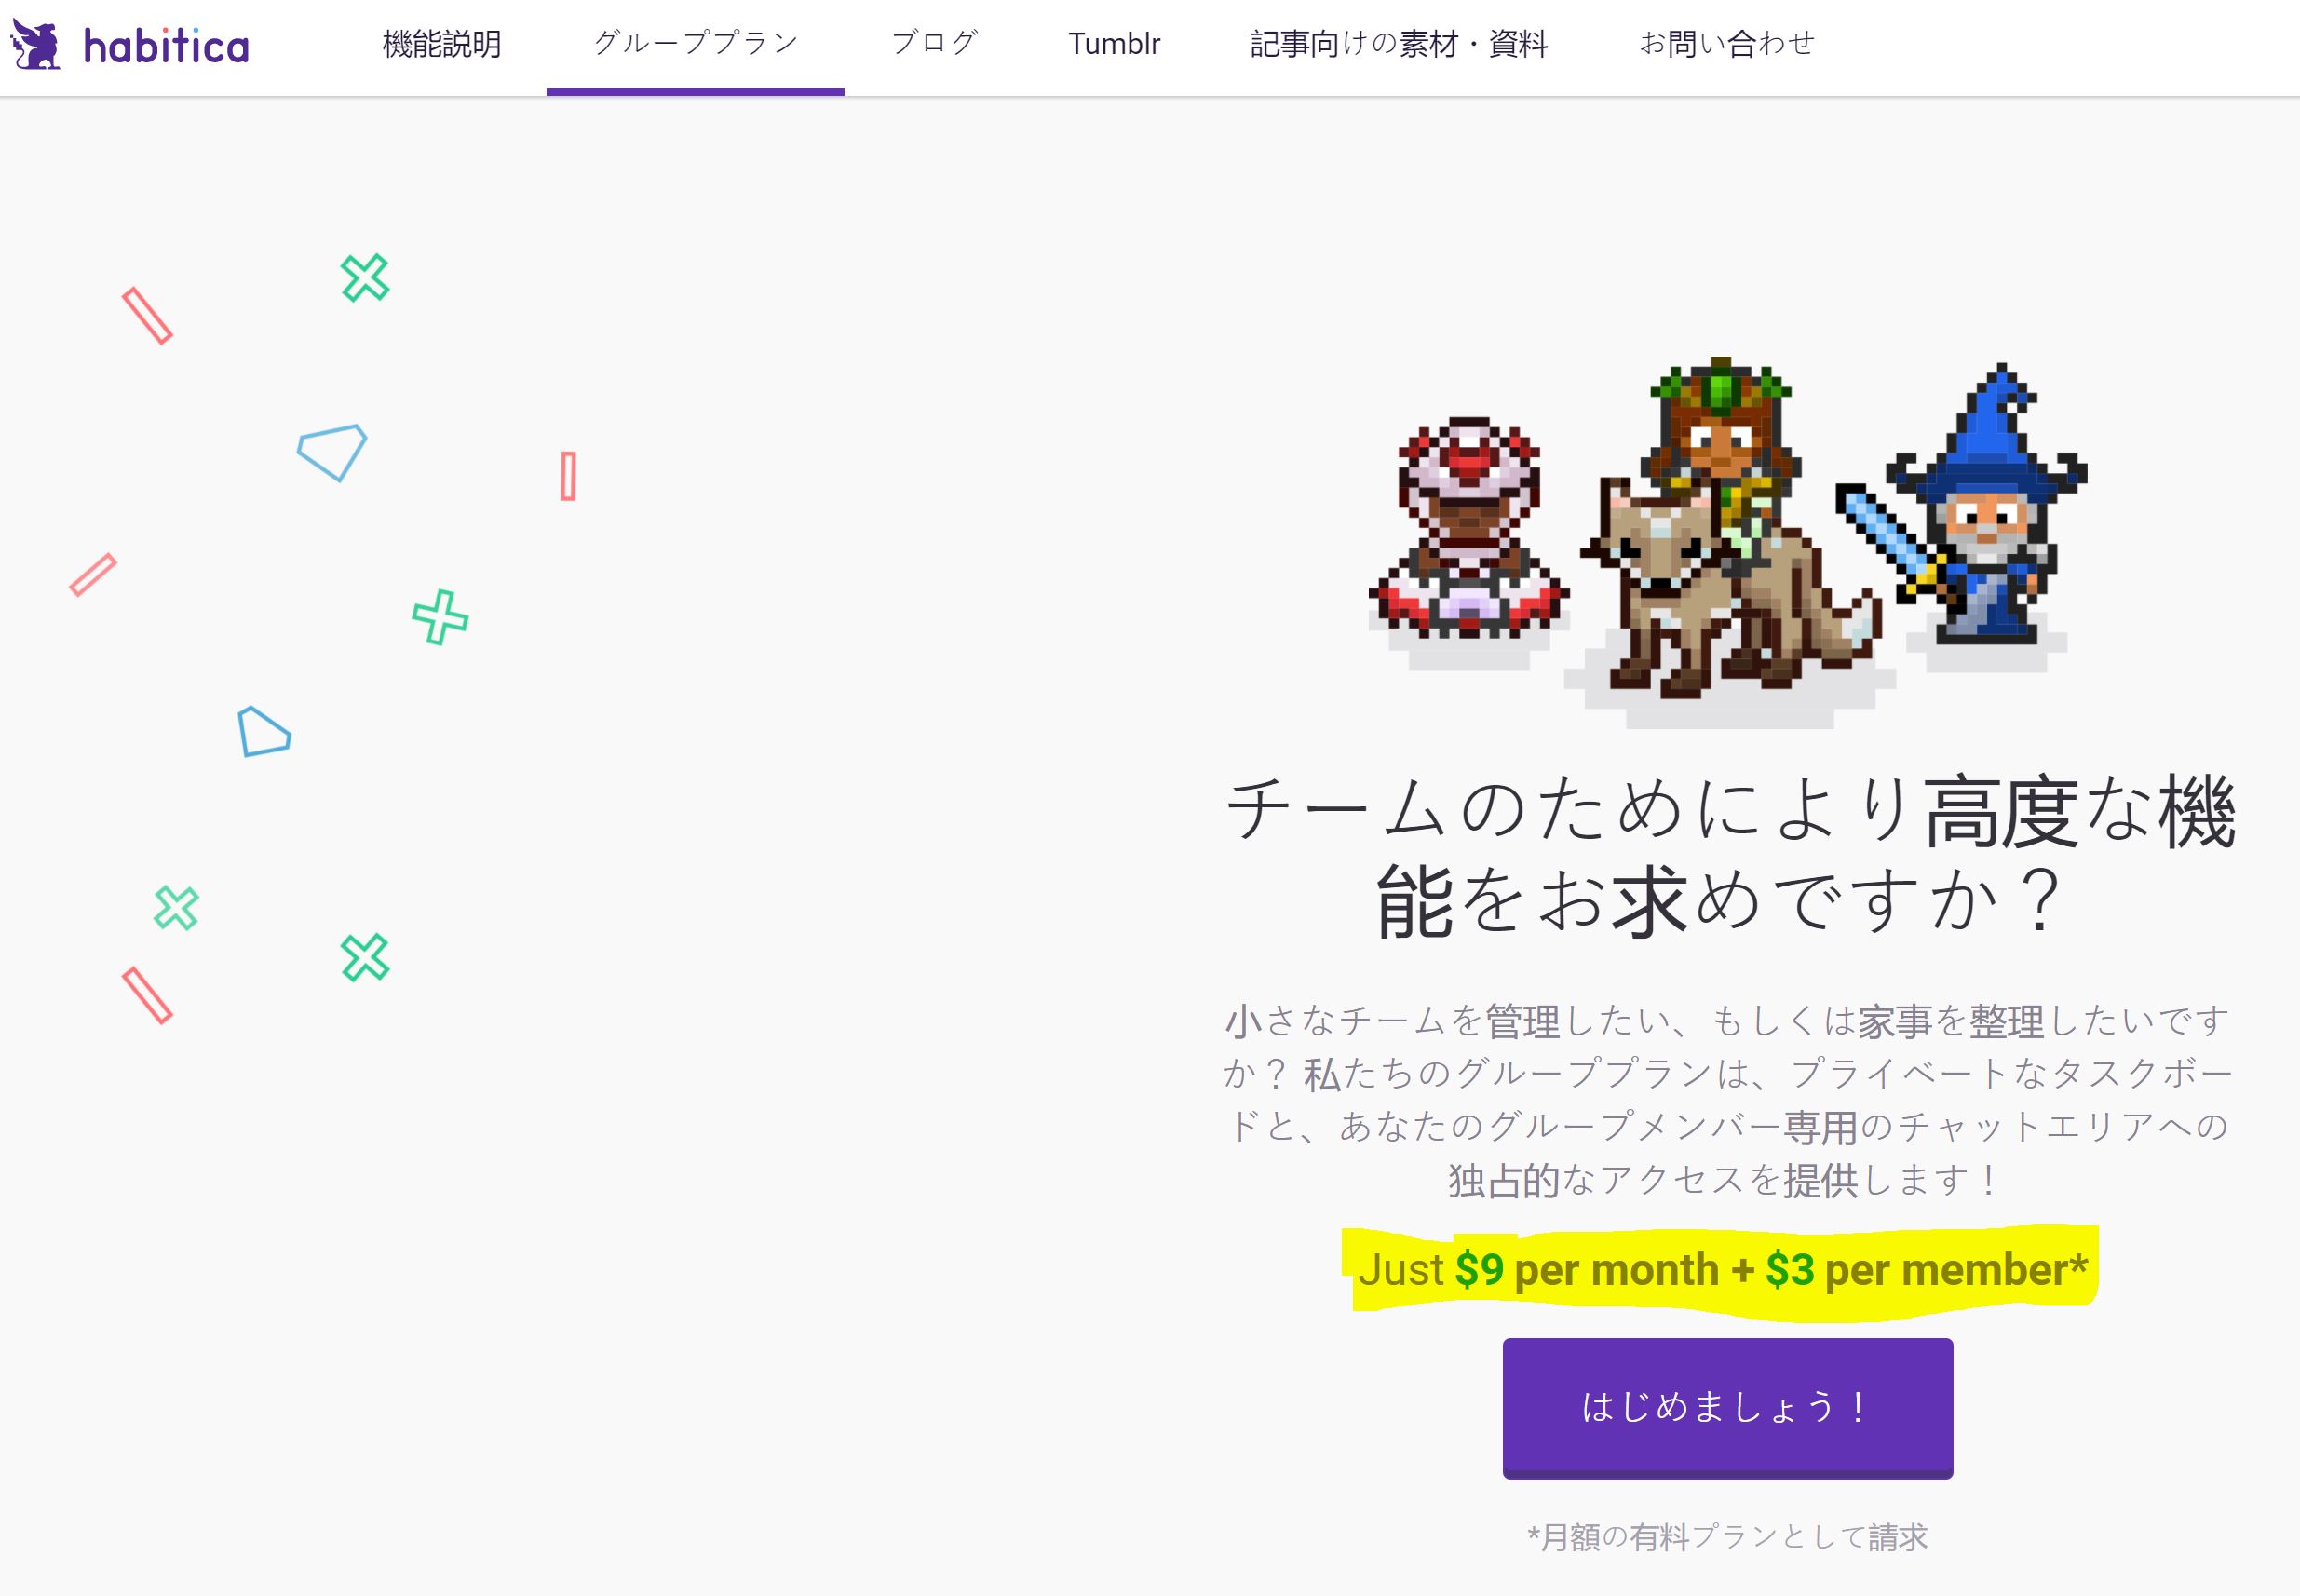 habitica 機能説明 グループプラン ブログ Tumblr 記事向けの素材・資料 お問い合わせ
チームのためにより高度な機
能をお求めですか？
小さなチームを管理したい、もしくは家事を整理したいです
か？ 私たちのグループプランは、プライベートなタスクボー
ドと、あなたのグループメンバー専用のチャットエリアへの
独占的なアクセスを提供します！
Just $9 per month + $3 per member*
はじめましょう！
*月額の有料プランとして請求